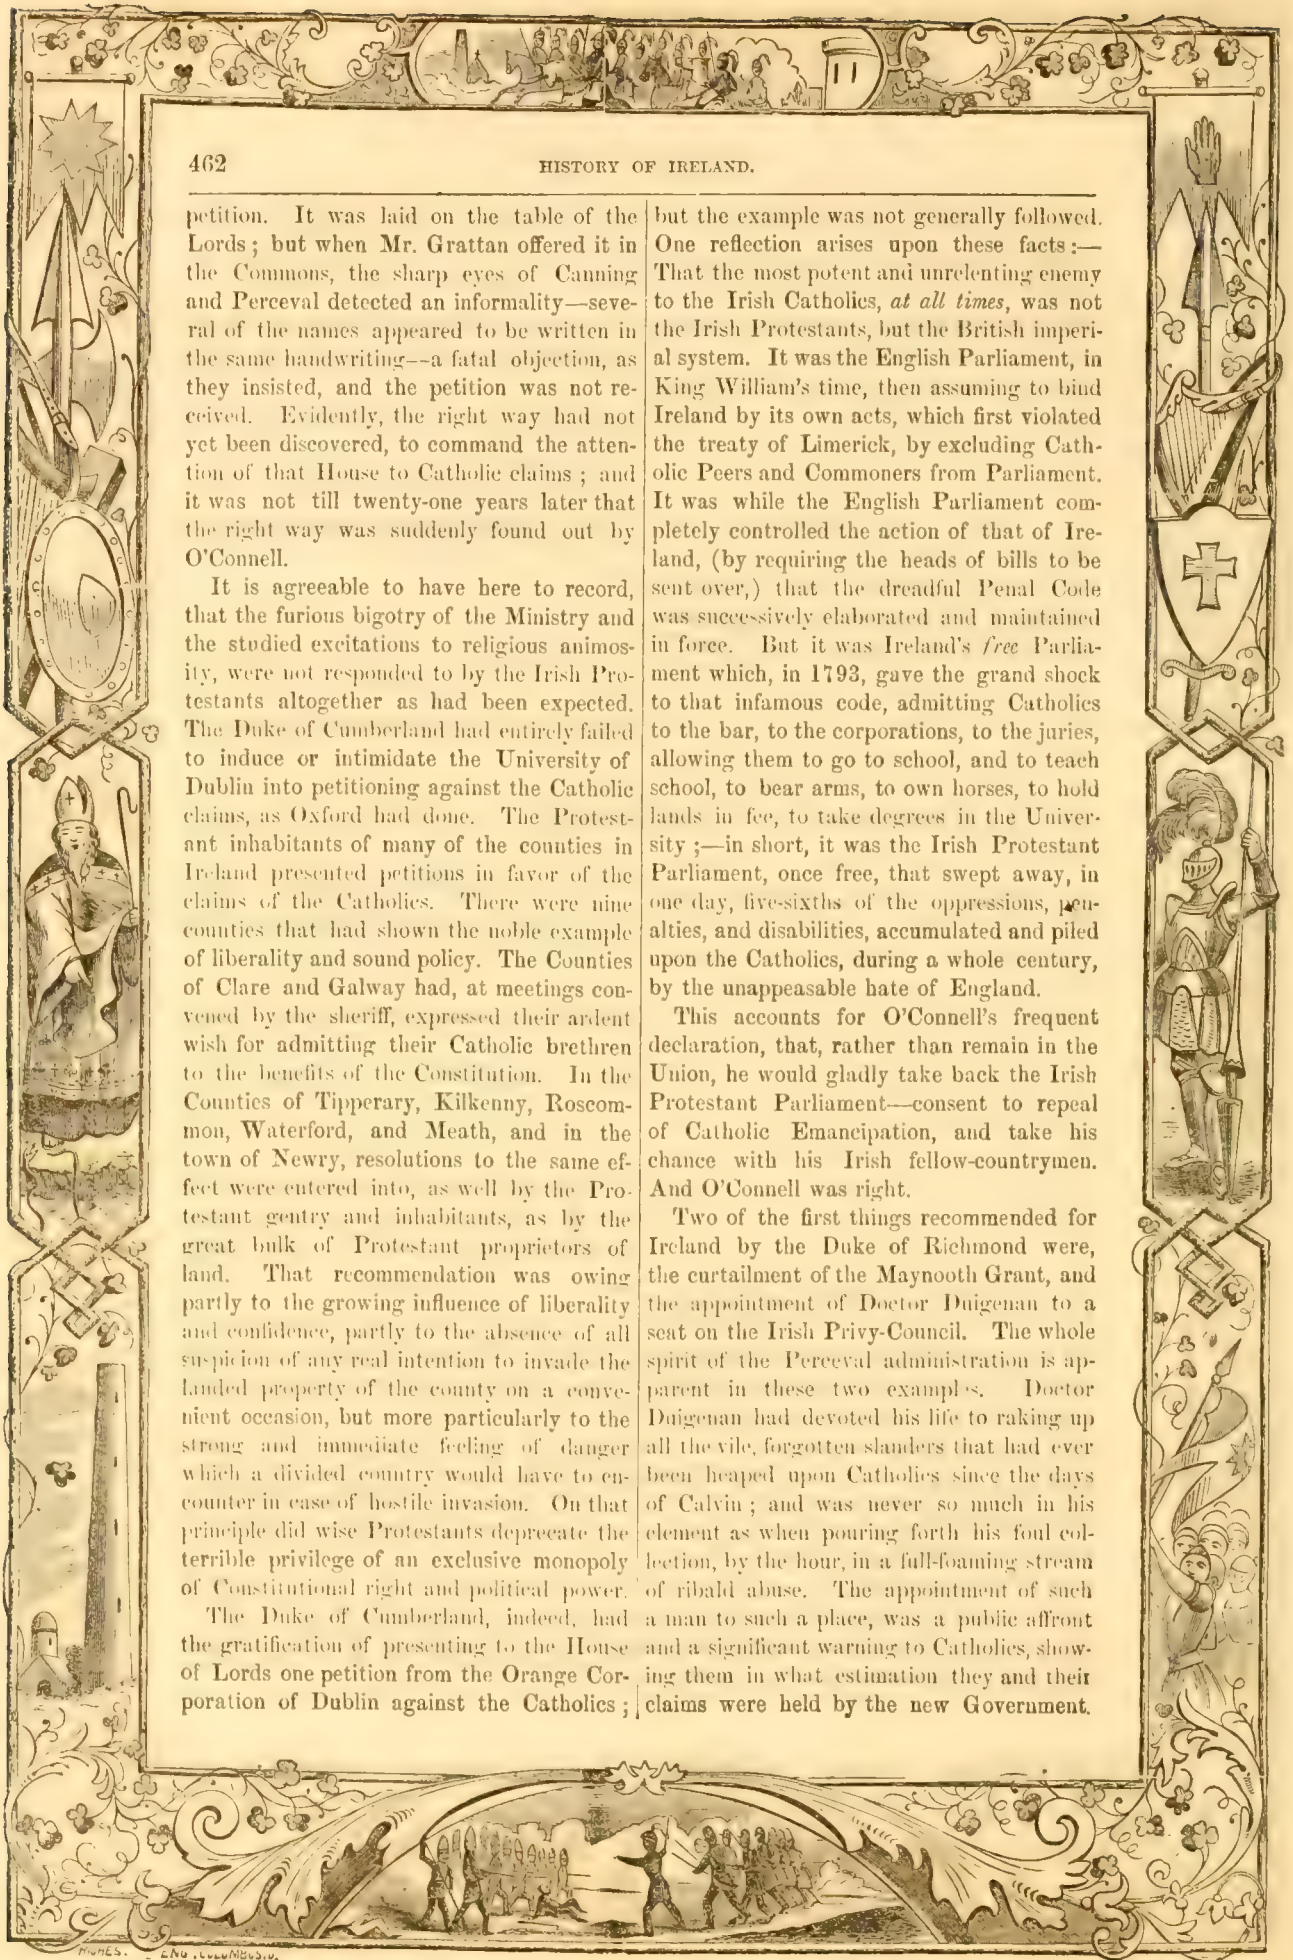 462
HISTORY OF IRELAND.
petition. It was laid on the table of the
Lords; but when Mr. Grattan offered it in
the Commons, the sharp eyes of Canning
and Perceval detected an informality—seve-
ral of the names appeared to be written in
the same handwriting—a fatal objection, as
they insisted, and the petition was not re-
ceived. Evidently, the right way had not
yet been discovered, to command the atten-
tion of that House to Catholic claims; and
it was not till twenty-one years later that
the right way was suddenly found out by
O'Connell.
It is agreeable to have here to record,
that the furious bigotry of the Ministry and
the studied excitations to religious animos-
ity, were not responded to by the Irish Pro-
testants altogether as had been expected.
The Duke of Cumberland had entirely failed
to induce or intimidate the University of
Dublin into petitioning against the Catholic
claims, as Oxford had done. The Protest-
ant inhabitants of many of the counties in
Ireland presented petitions in favor of the
claims of the Catholics. There were nine
counties that had shown the noble example
of liberality and sound policy. The Counties
of Clare and Galway had, at meetings con-
vened by the sheriff, expressed their ardent
wish for admitting their Catholic brethren
to the benefits of the Constitution. In the
Counties of Tipperary, Kilkenny, Roscom-
mon, Waterford, and Meath, and in the
town of Newry, resolutions to the same ef-
fect were entered into, as well by the Pro-
testant gentry and inhabitants, as by the
great bulk of Protestant proprietors of
land. That recommendation was owing
partly to the growing influence of liberality
and confidence, partly to the absence of all
suspicion of any real intention to invade the
landed property of the county on a conve-
nient occasion, but more particularly to the
strong and immediate feeling of danger
which a divided country would have to en-
counter in case of hostile invasion. On that
principle did wise Protestants deprecate the
terrible privilege of an exclusive monopoly
of Constitutional right and political power.
The Duke of Cumberland, indeed, had
the gratification of presenting to the House
of Lords one petition from the Orange Cor-
poration of Dublin against the Catholics;
but the example was not generally followed.
One reflection arises upon these facts:—
That the most potent and unrelenting enemy
to the Irish Catholics, at all times, was not
the Irish Protestants, but the British imperi-
al system. It was the English Parliament, in
King William's time, then assuming to bind
Ireland by its own acts, which first violated
the treaty of Limerick, by excluding Cath-
olic Peers and Commoners from Parliament.
It was while the English Parliament com-
pletely controlled the action of that of Ire-
land, (by requiring the heads of bills to be
sent over,) that the dreadful Penal Code
was successively elaborated and maintained
in force. But it was Ireland's free Parlia-
ment which, in 1793, gave the grand shock
to that infamous code, admitting Catholics
to the bar, to the corporations, to the juries,
allowing them to go to school, and to teach
school, to bear arms, to own horses, to hold
lands in fee, to take degrees in the Univer-
sity;—in short, it was the Irish Protestant
Parliament, once free, that swept away, in
one day, five-sixths of the oppressions, pen-
alties, and disabilities, accumulated and piled
upon the Catholics, during a whole century,
by the unappeasable hate of England.
This accounts for O'Connell's frequent
declaration, that, rather than remain in the
Union, he would gladly take back the Irish
Protestant Parliament—consent to repeal
of Catholic Emancipation, and take his
chance with his Irish fellow-countrymen.
And O'Connell was right.
Two of the first things recommended for
Ireland by the Duke of Richmond were,
the curtailment of the Maynooth Grant, and
the appointment of Doctor Duigenan to a
seat on the Irish Privy-Council. The whole
spirit of the Perceval administration is ap-
parent in these two examples. Doctor
Duigenan had devoted his life to raking up
all the vile, forgotten slanders that had ever
been heaped upon Catholics since the days
of Calvin; and was never so much in his
element as when pouring forth his foul col-
lection, by the hour, in a full-foaming stream
of ribald abuse. The appointment of such
a man to such a place, was a public affront
and a significant warning to Catholics, show-
ing them in what estimation they and their
claims were held by the new Government.
ENG. COLUMBUS. O.